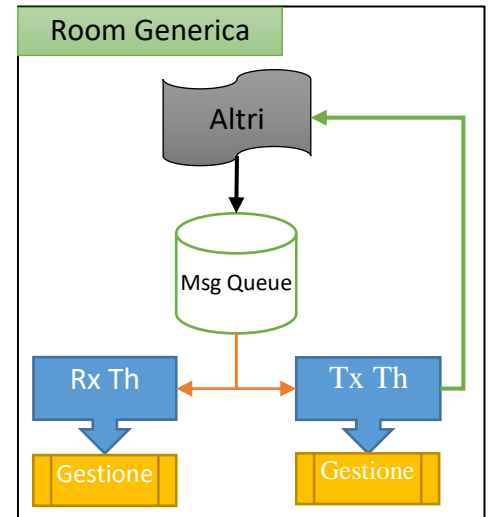 Room Generica
Altri
Msg Queue
Rx Th
Tx Th
Gestione
Gestione